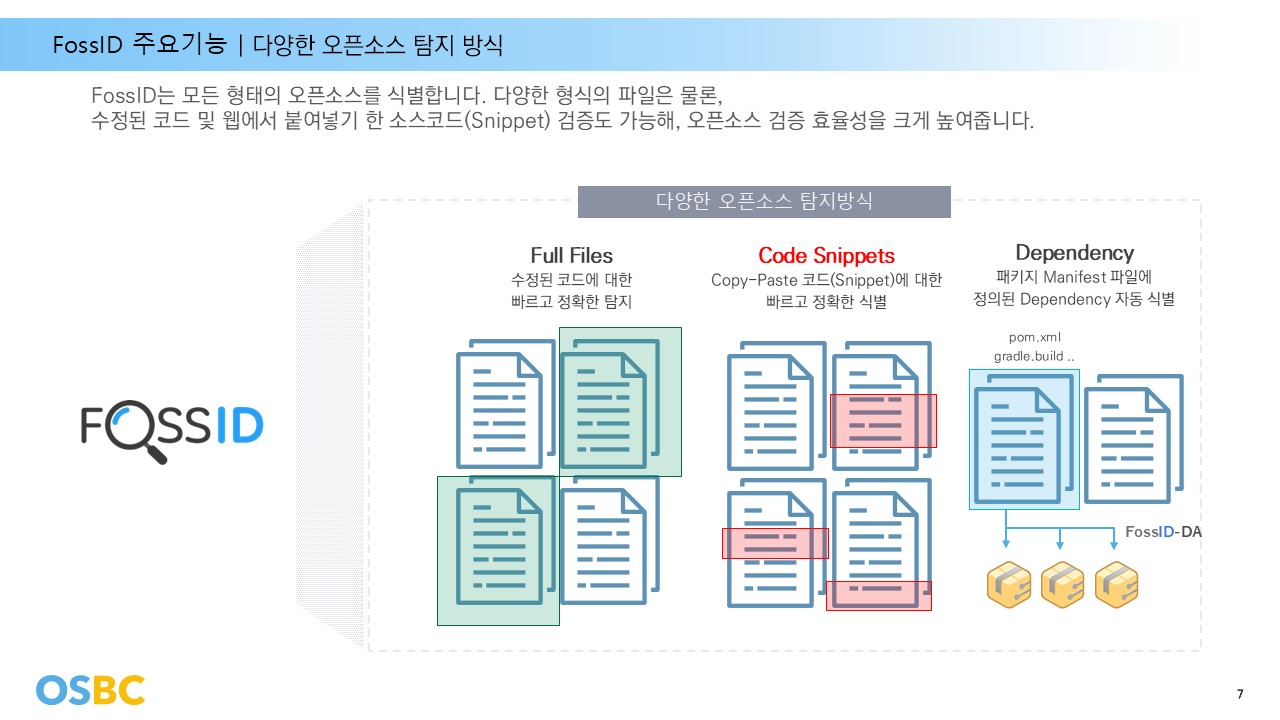 FossID 주요기능 | 다양한 오픈소스 탐지 방식
FossID는 모든 형태의 오픈소스를 식별합니다. 다양한 형식의 파일은 물론,
수정된 코드 및 웹에서 붙여넣기 한 소스코드(Snippet) 검증도 가능해, 오픈소스 검증 효율성을 크게 높여줍니다.
다양한 오픈소스 탐지방식
Full Files
수정된 코드에 대한
빠르고 정확한 탐지
Code Snippets
Copy-Paste 코드(Snippet)에 대한
빠르고 정확한 식별
Dependency
패키지 Manifest 파일에
정의된 Dependency 자동 식별
pom.xml
gradle.build ..
FossID-DA
FOSSID
OSBC
7